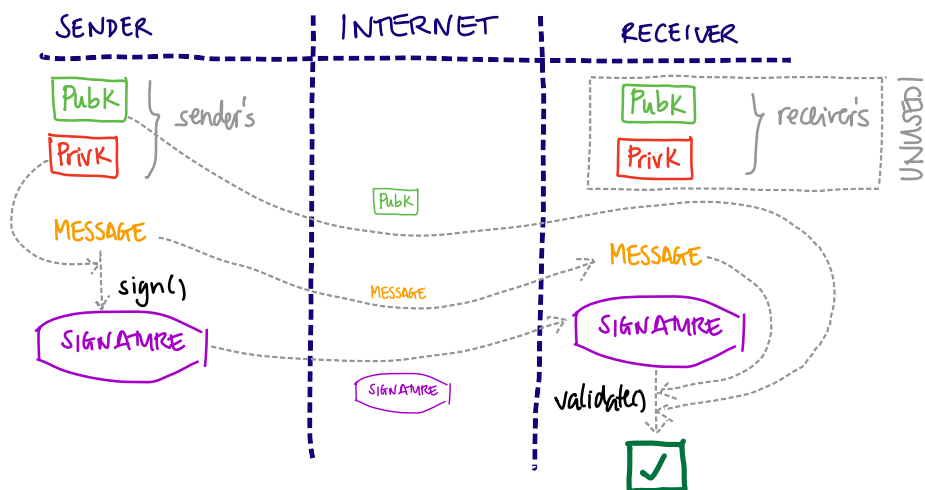 SENDER
INTERNET
RECEIVER
PubK
PrivK
sender's
PubK
PrivK
receiver's
UNUSED
PubK
MESSAGE
sign()
SIGNATURE
MESSAGE
SIGNATURE
MESSAGE
SIGNATURE
validate()